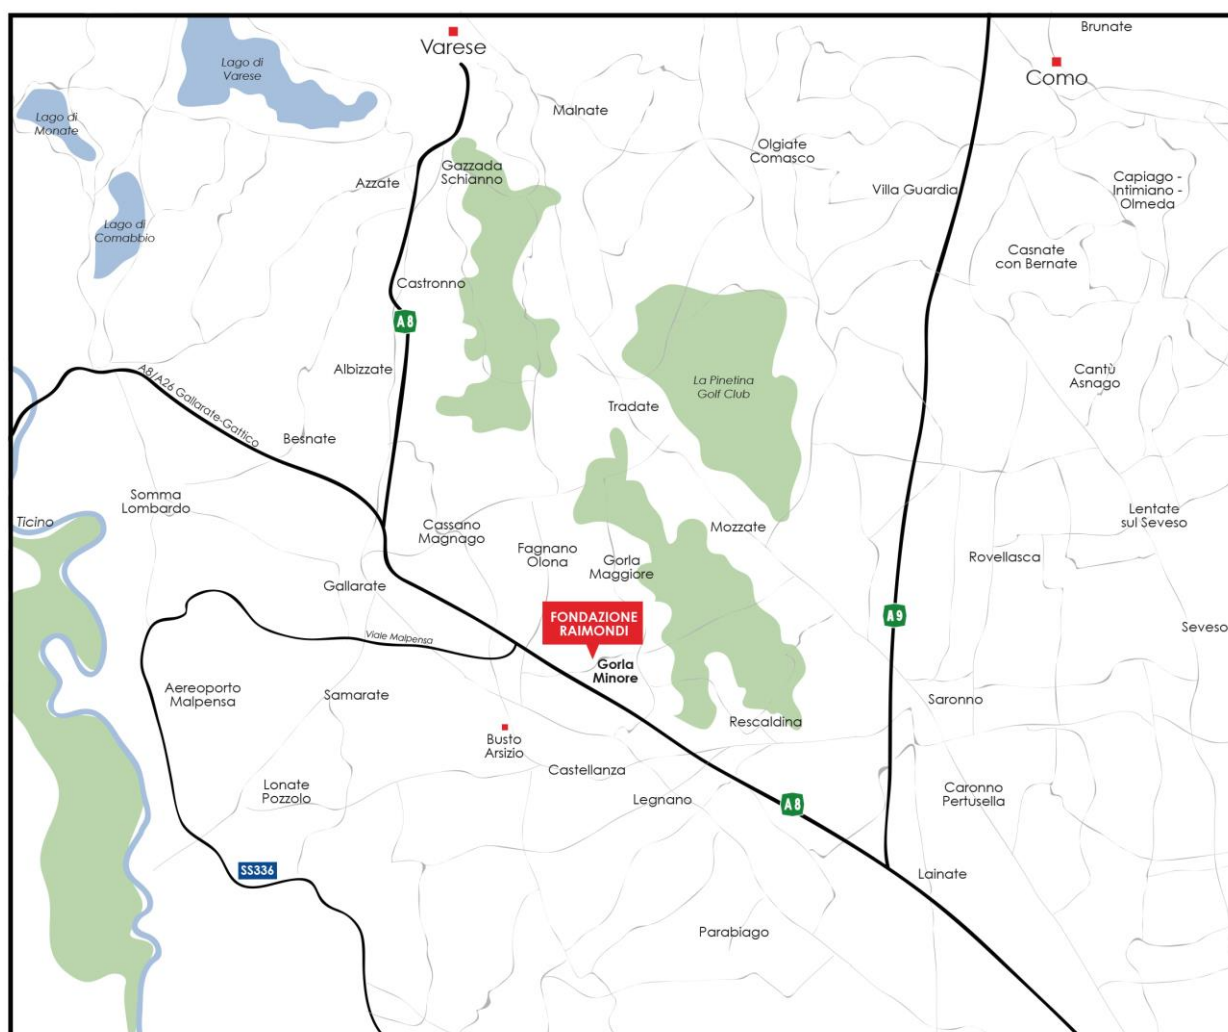 Brunate
Varese
Como
Lago di
Varese
Lago di
Monate
Malnate
Olgiate
Comasco
Gazzada
Schianno
Azzate
Villa Guardia
Capiago -
Intimiano -
Olmeda
Lago di
Comabbio
Casnate
con Bernate
Castronno
A8
Albizzate
A8/A26 Gallarate-Gattico
Cantù
Asnago
La Pinetina
Golf Club
Tradate
Besnate
Somma
Lombardo
Ticino
Cassano
Magnago
Mozzate
Lentate
sul Seveso
Fagnano
Olona
Gorla
Maggiore
Rovellasca
Gallarate
FONDAZIONE
RAIMONDI
A9
Seveso
Viale Malpensa
Gorla
Minore
Aereoporto
Malpensa
Samarate
Saronno
Rescaldina
Busto
Arsizio
Castellanza
Lonate
Pozzolo
Legnano
A8
Caronno
Pertusella
SS336
Lainate
Parabiago